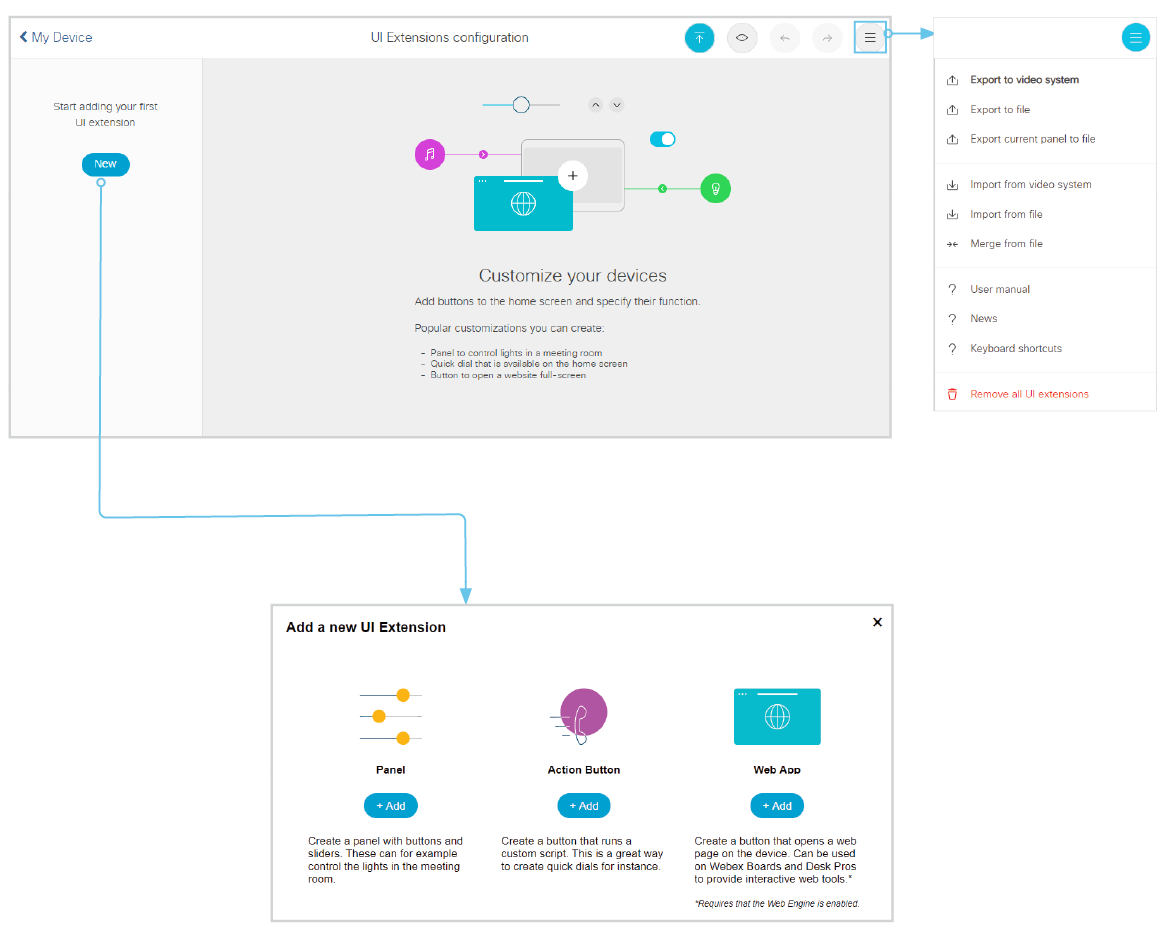 My Device
UI Extensions configuration
Start adding your first
UI extension
New
Customize your devices
Add buttons to the home screen and specify their function.
Popular customizations you can create:
- Panel to control lights in a meeting room
- Quick dial that is available on the home screen
- Button to open a website full-screen
Export to video system
Export to file
Export current panel to file
Import from video system
Import from file
Merge from file
? User manual
? News
? Keyboard shortcuts
Remove all UI extensions
Add a new UI Extension
Panel
+ Add
Create a panel with buttons and
sliders. These can for example
control the lights in the meeting
room.
Action Button
+ Add
Create a button that runs a
custom script. This is a great way
to create quick dials for instance.
Web App
+ Add
Create a button that opens a web
page on the device. Can be used
on Webex Boards and Desk Pros
to provide interactive web tools.*
*Requires that the Web Engine is enabled.